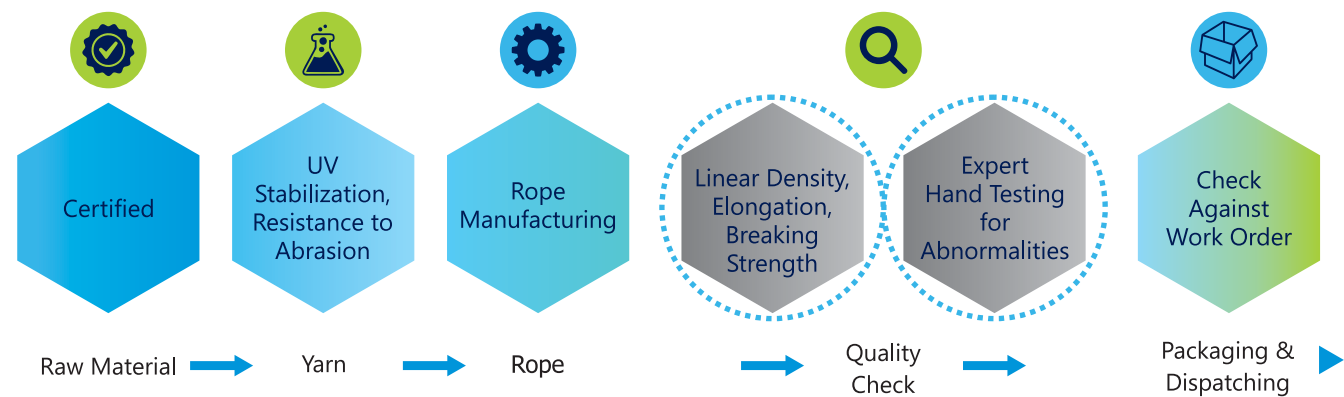 Certified
UV
Stabilization,
Resistance to
Abrasion
Rope
Manufacturing
Linear Density,
Elongation,
Breaking
Strength
Expert
Hand Testing
for
Abnormalities
Check
Against
Work Order
Raw Material
Yarn
Rope
Quality
Check
Packaging &
Dispatching